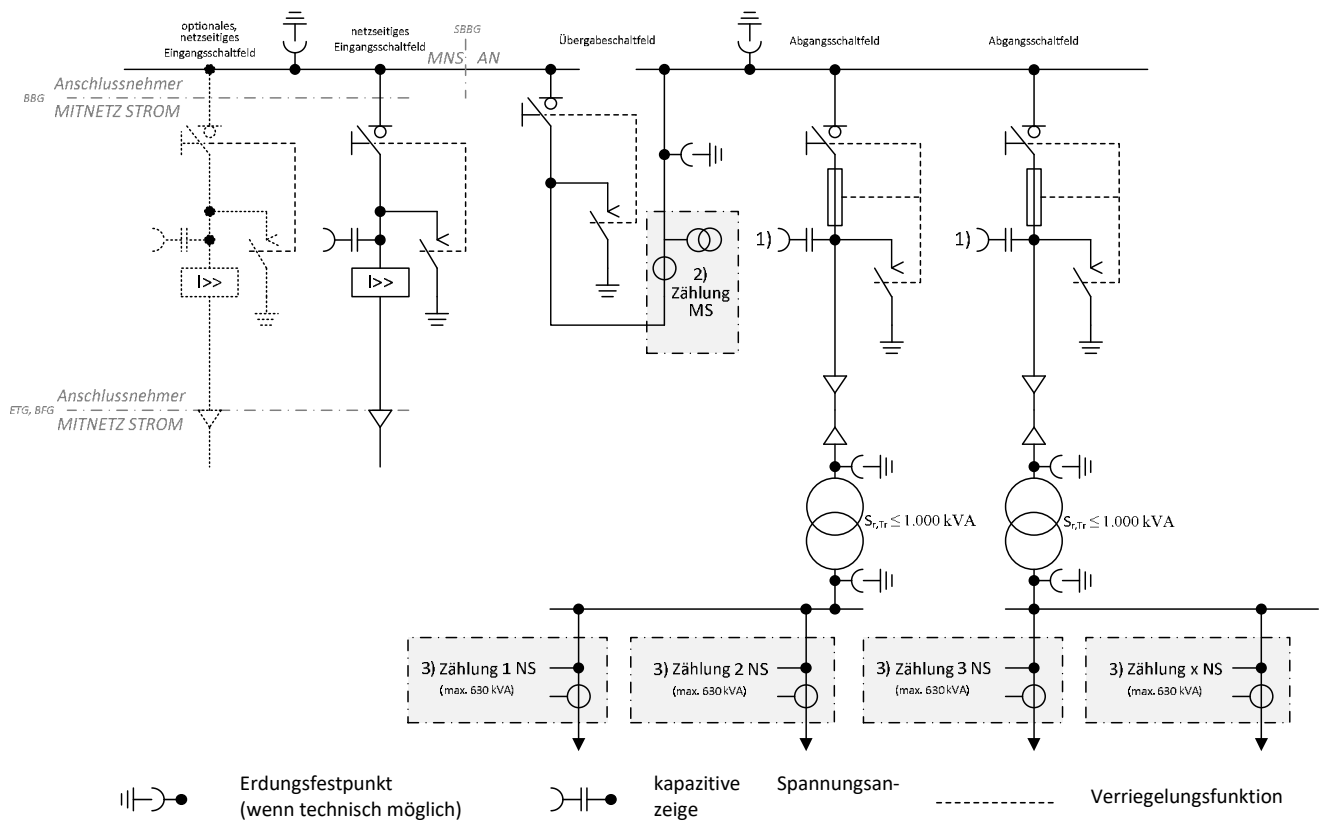 optionales,
netzseitiges
Eingangsschaltfeld
netzseitiges
Eingangsschaltfeld
SBBG
MNS AN
Übergabeschaltfeld
Abgangsschaltfeld
Abgangsschaltfeld
Anschlussnehmer
BBG
MITNETZ STROM
1)
1)
I>>
I>>
2)
Zählung
MS
Anschlussnehmer
ETG, BFG
MITNETZ STROM
Sr,Tr ≤ 1.000 kVA
Sr,Tr ≤ 1.000 kVA
3) Zählung 1 NS
(max. 630 kVA)
3) Zählung 2 NS
(max. 630 kVA)
3) Zählung 3 NS
(max. 630 kVA)
3) Zählung x NS
(max. 630 kVA)
Erdungsfestpunkt
(wenn technisch möglich)
kapazitive Spannungsan-
zeige
Verriegelungsfunktion